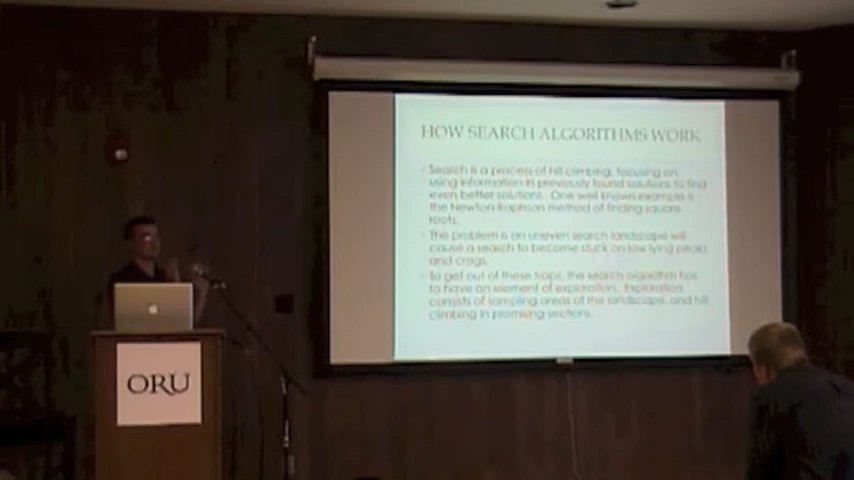 HOW SEARCH ALGORITHMS WORK
Search is a process of hill climbing, focusing on
using information in previously found solutions to find
even better solutions. One well known example is
the Newton-Raphson method of finding square
roots.
The problem is an uneven search landscape will
cause a search to become stuck on low lying peaks
and crags.
To get out of these traps, the search algorithm has
to have an element of exploration. Exploration
consists of sampling areas of the landscape, and hill
climbing in promising sections.
ORU